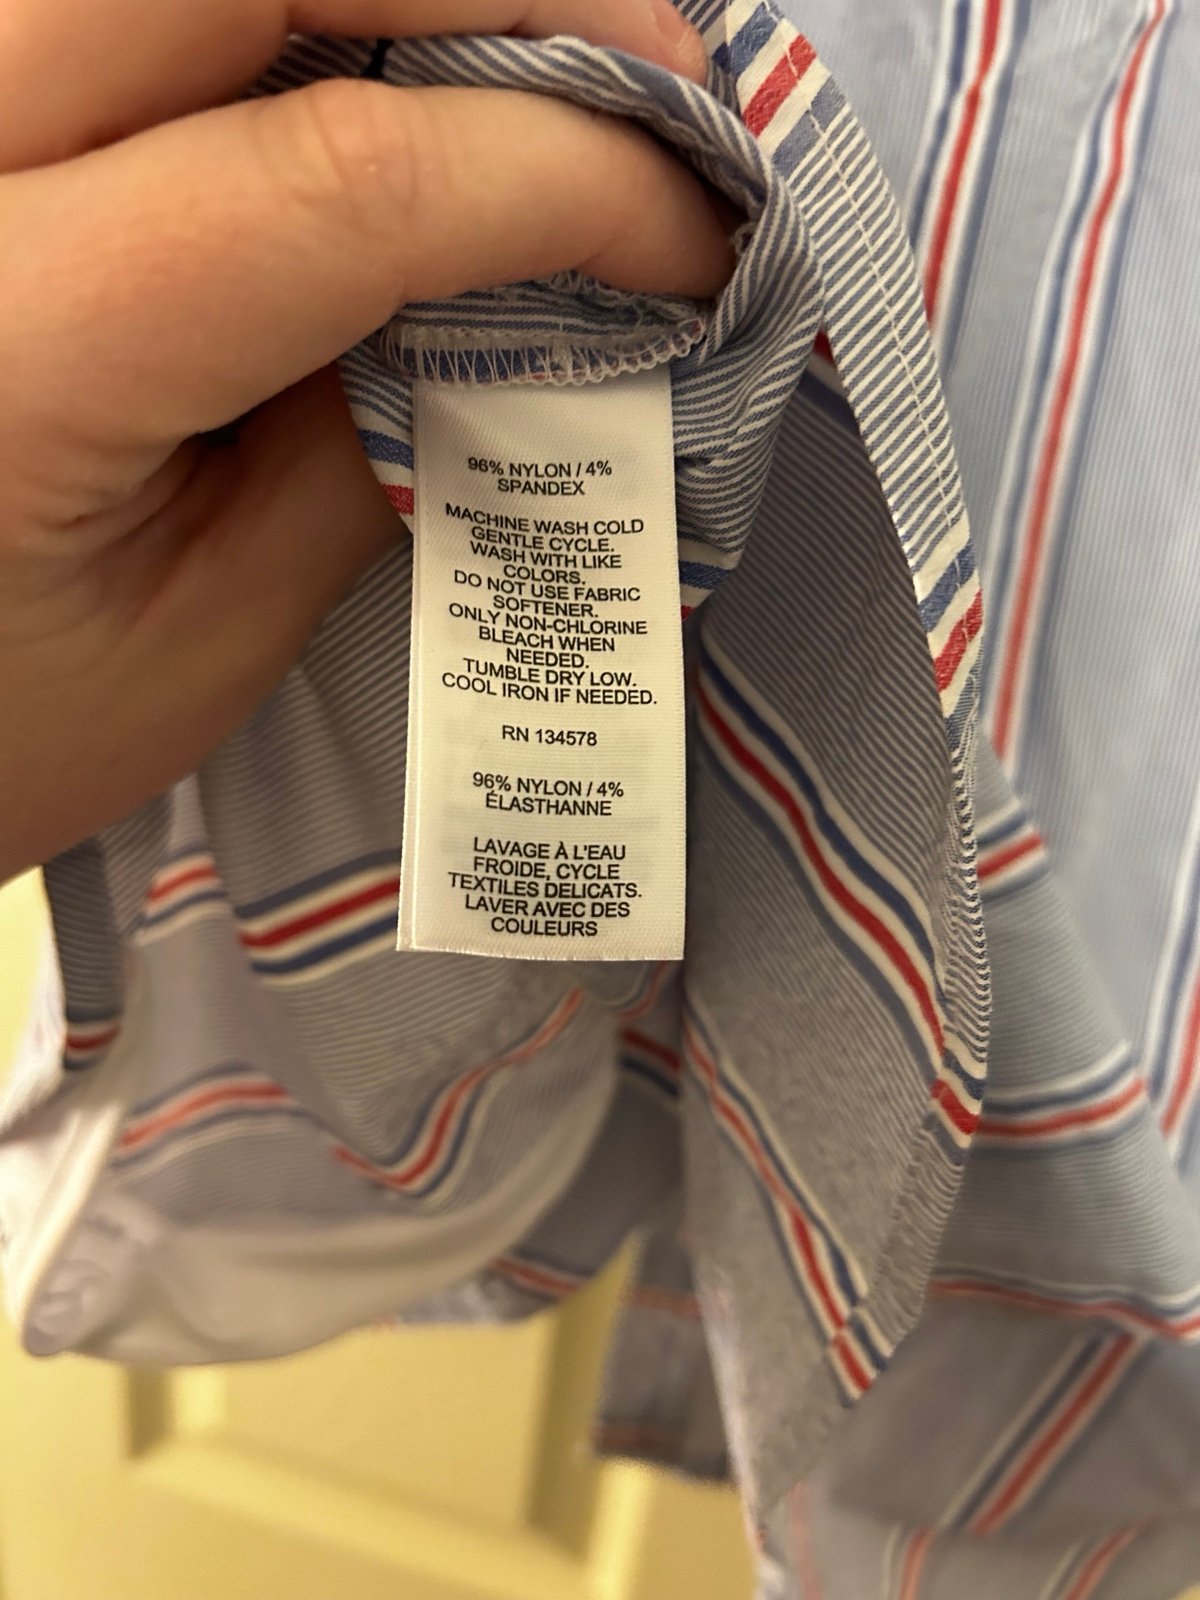 96% NYLON / 4%
SPANDEX
MACHINE WASH COLD
GENTLE CYCLE.
WASH WITH LIKE
COLORS.
DO NOT USE FABRIC
SOFTENER.
ONLY NON-CHLORINE
BLEACH WHEN
NEEDED.
TUMBLE DRY LOW.
COOL IRON IF NEEDED.
RN 134578
96% NYLON / 4%
ÉLASTHANNE
LAVAGE À L'EAU
FROIDE, CYCLE
TEXTILES DELICATS.
LAVER AVEC DES
COULEURS